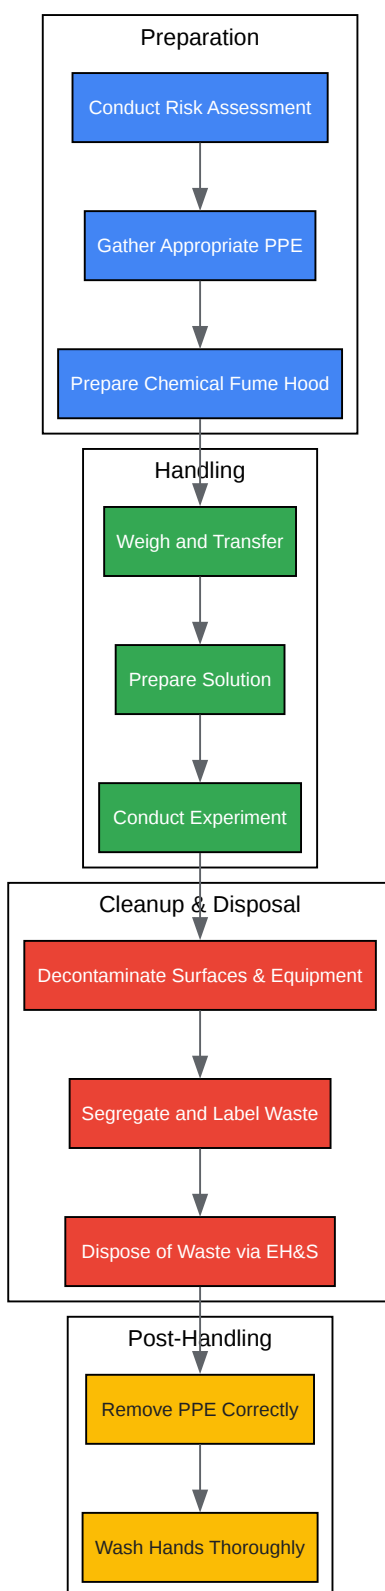 Preparation
Conduct Risk Assessment
Gather Appropriate PPE
Prepare Chemical Fume Hood
Handling
Weigh and Transfer
Prepare Solution
Conduct Experiment
Cleanup & Disposal
Decontaminate Surfaces & Equipment
Segregate and Label Waste
Dispose of Waste via EH&S
Post-Handling
Remove PPE Correctly
Wash Hands Thoroughly